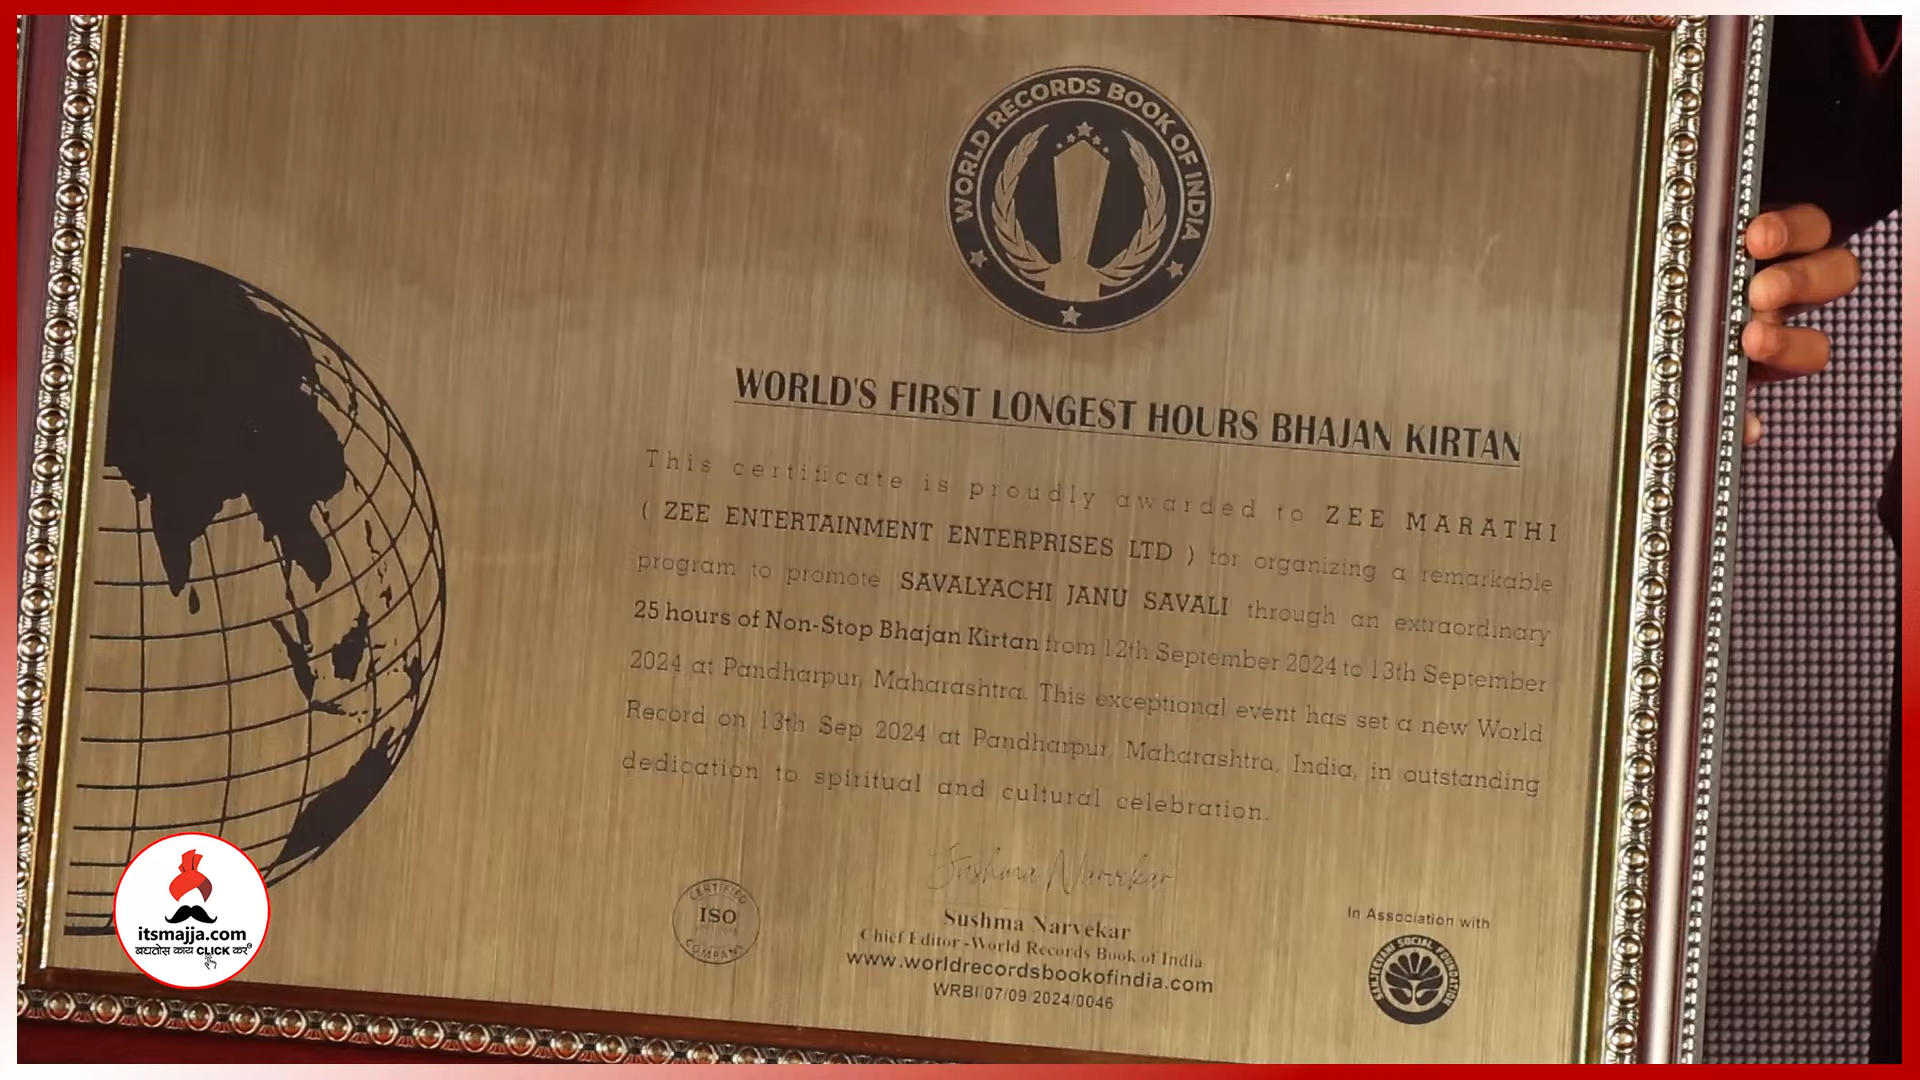 WORLD RECORDS BOOK OF INDIA
WORLD'S FIRST LONGEST HOURS BHAJAN KIRTAN
This certificate is proudly awarded to ZEE MARATHI
( ZEE ENTERTAINMENT ENTERPRISES LTD ) for organizing a remarkable
program to promote SAVALYACHI JANU SAVALI through an extraordinary
25 hours of Non-Stop Bhajan Kirtan from 12th September 2024 to 13th September
2024 at Pandharpur, Maharashtra. This exceptional event has set a new World
Record on 13th Sep 2024 at Pandharpur, Maharashtra, India, in outstanding
dedication to spiritual and cultural celebration.
Sushma Narvekar
CERTIFIED
ISO
COMPANY
Sushma Narvekar
Chief Editor - World Records Book of India
www.worldrecordsbookofindia.com
WRBI/07/09/2024/0046
In Association with
SANJEEVANI SOCIAL FOUNDATION
itsmajja.com
बघतोस काय CLICK कर